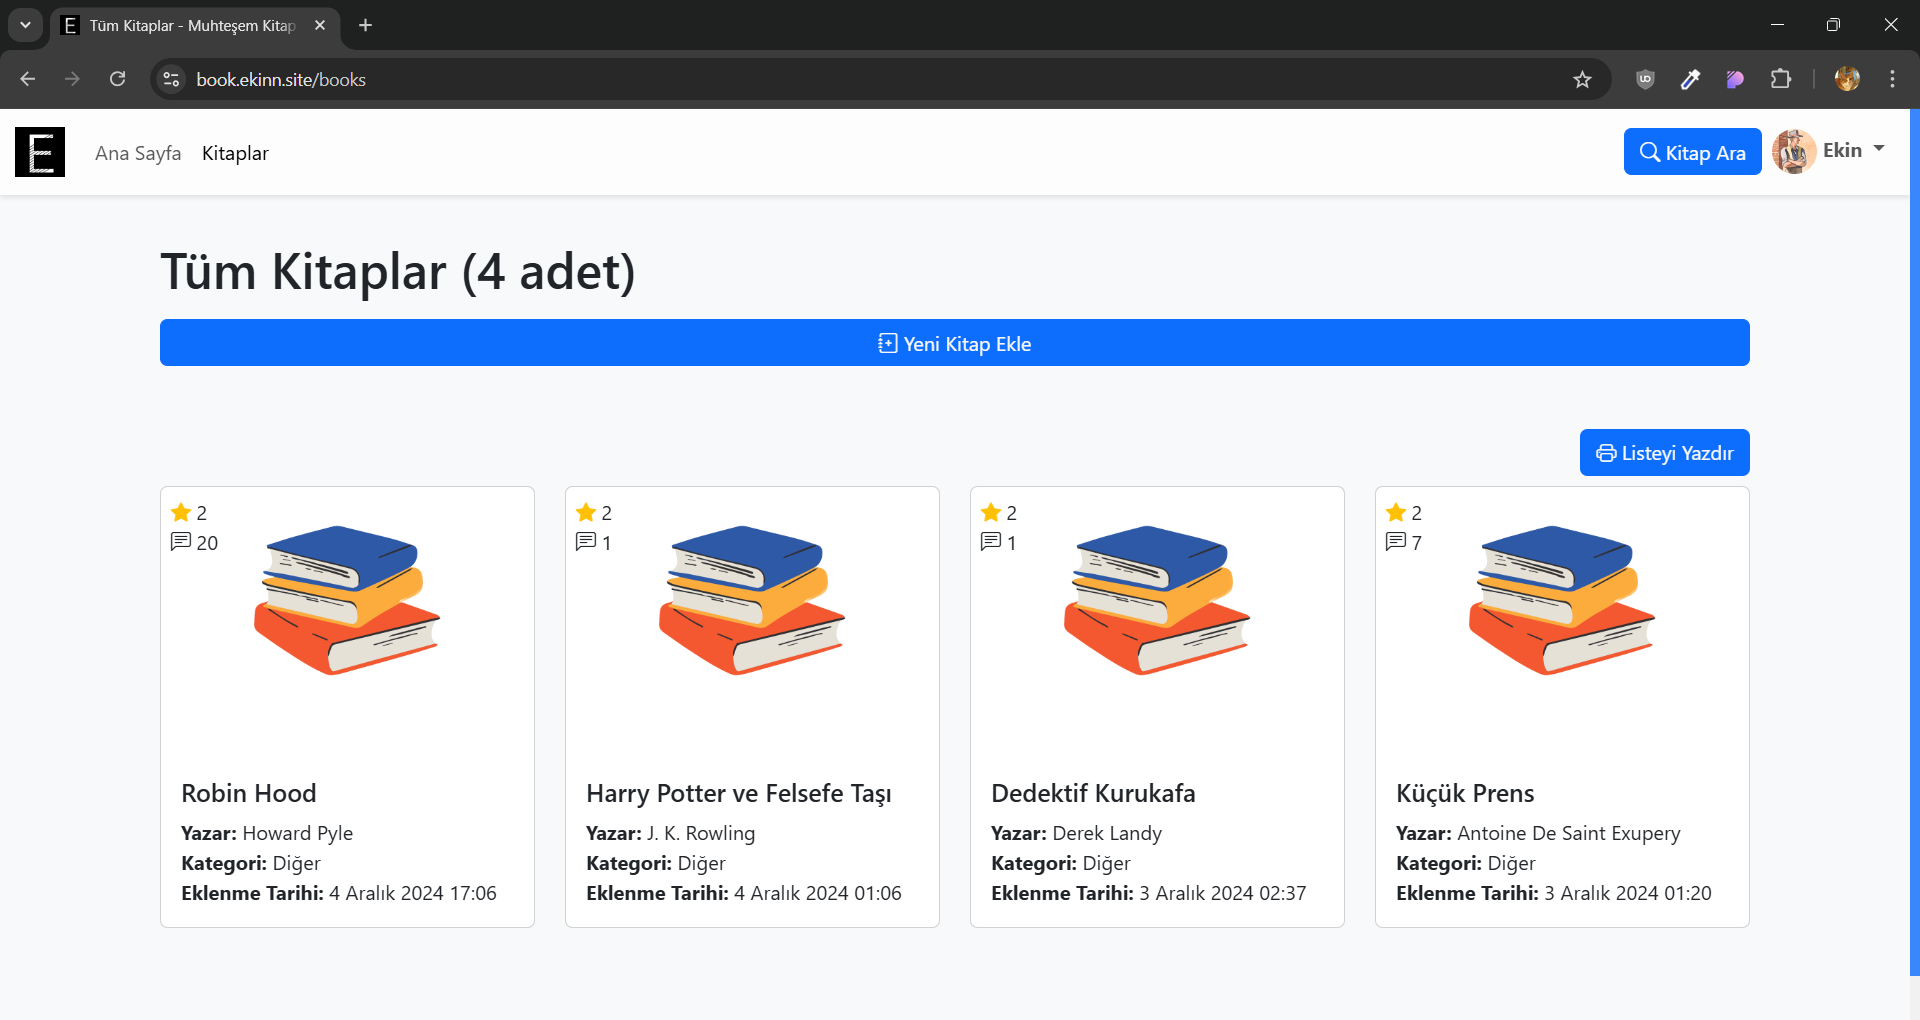 E Tüm Kitaplar - Muhteşem Kitap
book.ekinn.site/books
E Ana Sayfa Kitaplar Kitap Ara Ekin
Tüm Kitaplar (4 adet)
Yeni Kitap Ekle
Listeyi Yazdır
2
20
Robin Hood
Yazar: Howard Pyle
Kategori: Diğer
Eklenme Tarihi: 4 Aralık 2024 17:06
2
1
Harry Potter ve Felsefe Taşı
Yazar: J. K. Rowling
Kategori: Diğer
Eklenme Tarihi: 4 Aralık 2024 01:06
2
1
Dedektif Kurukafa
Yazar: Derek Landy
Kategori: Diğer
Eklenme Tarihi: 3 Aralık 2024 02:37
2
7
Küçük Prens
Yazar: Antoine De Saint Exupery
Kategori: Diğer
Eklenme Tarihi: 3 Aralık 2024 01:20